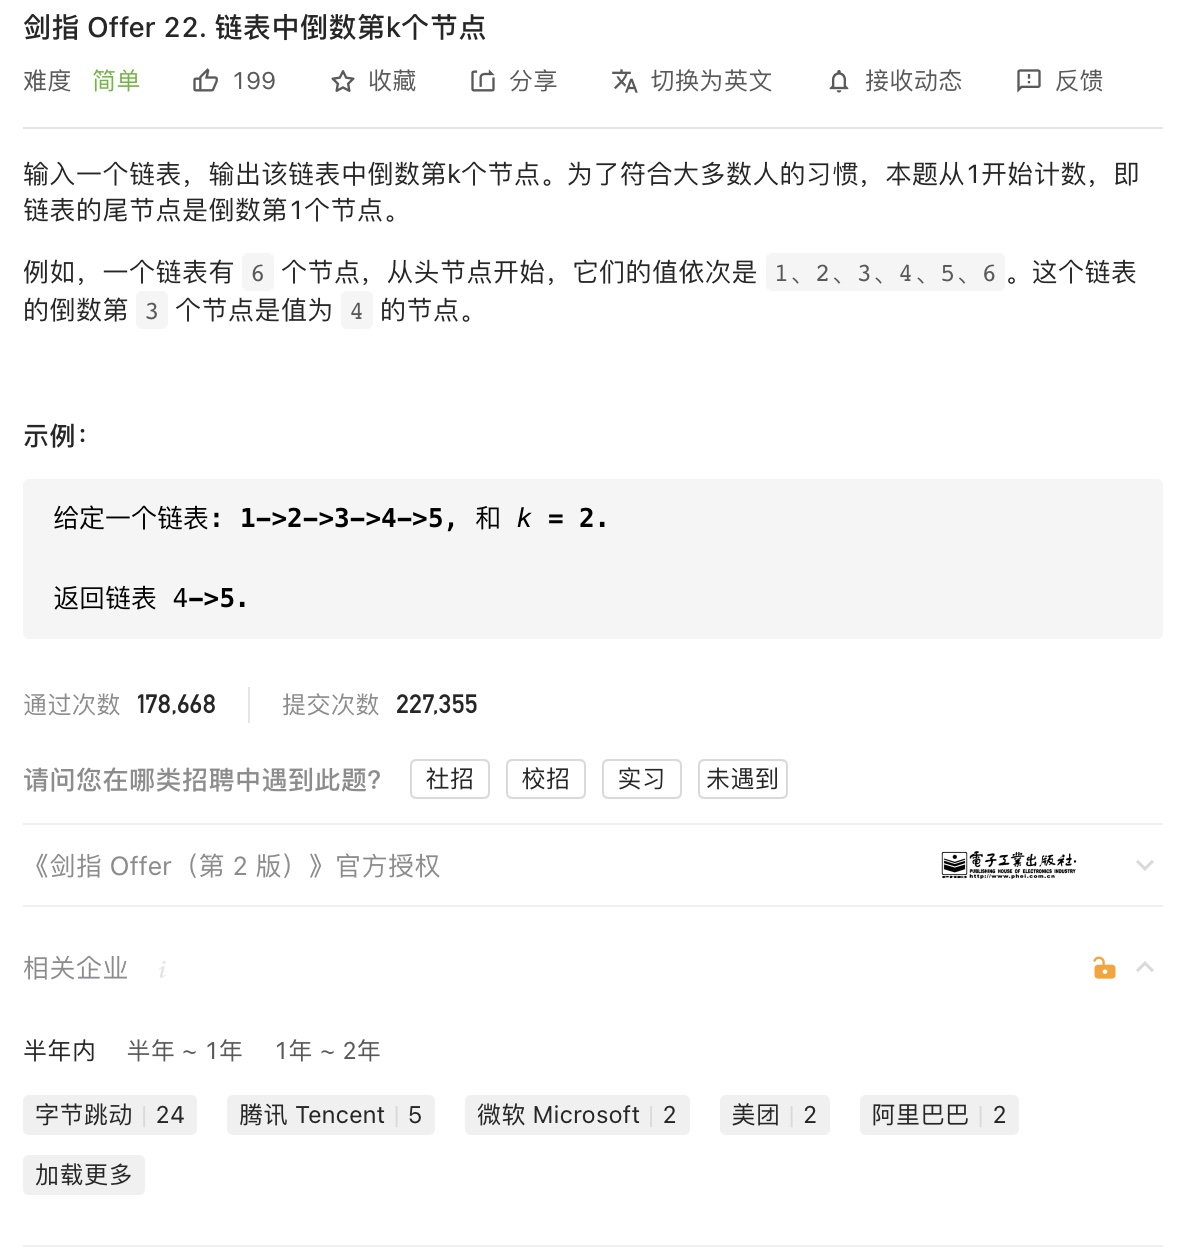 剑指 Offer 22. 链表中倒数第k个节点
难度 简单 199 收藏 分享 切换为英文 接收动态 反馈
输入一个链表，输出该链表中倒数第k个节点。为了符合大多数人的习惯，本题从1开始计数，即
链表的尾节点是倒数第1个节点。
例如，一个链表有 6 个节点，从头节点开始，它们的值依次是 1、2、3、4、5、6。这个链表
的倒数第 3 个节点是值为 4 的节点。
示例：
给定一个链表: 1->2->3->4->5, 和 k = 2.
返回链表 4->5.
通过次数 178,668 提交次数 227,355
请问您在哪类招聘中遇到此题？ 社招 校招 实习 未遇到
《剑指 Offer（第 2 版）》官方授权 電子工業出版社·
PUBLISHING HOUSE OF ELECTRONICS INDUSTRY
http://www.phei.com.cn
相关企业 i
半年内 半年 ~ 1年 1年 ~ 2年
字节跳动 | 24 腾讯 Tencent | 5 微软 Microsoft | 2 美团 | 2 阿里巴巴 | 2
加载更多